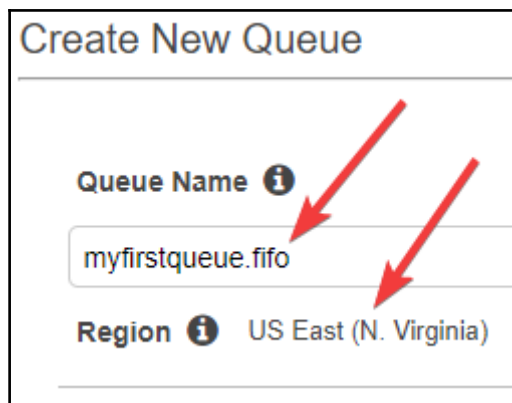 Create New Queue
Queue Name
myfirstqueue.fifo
Region US East (N. Virginia)